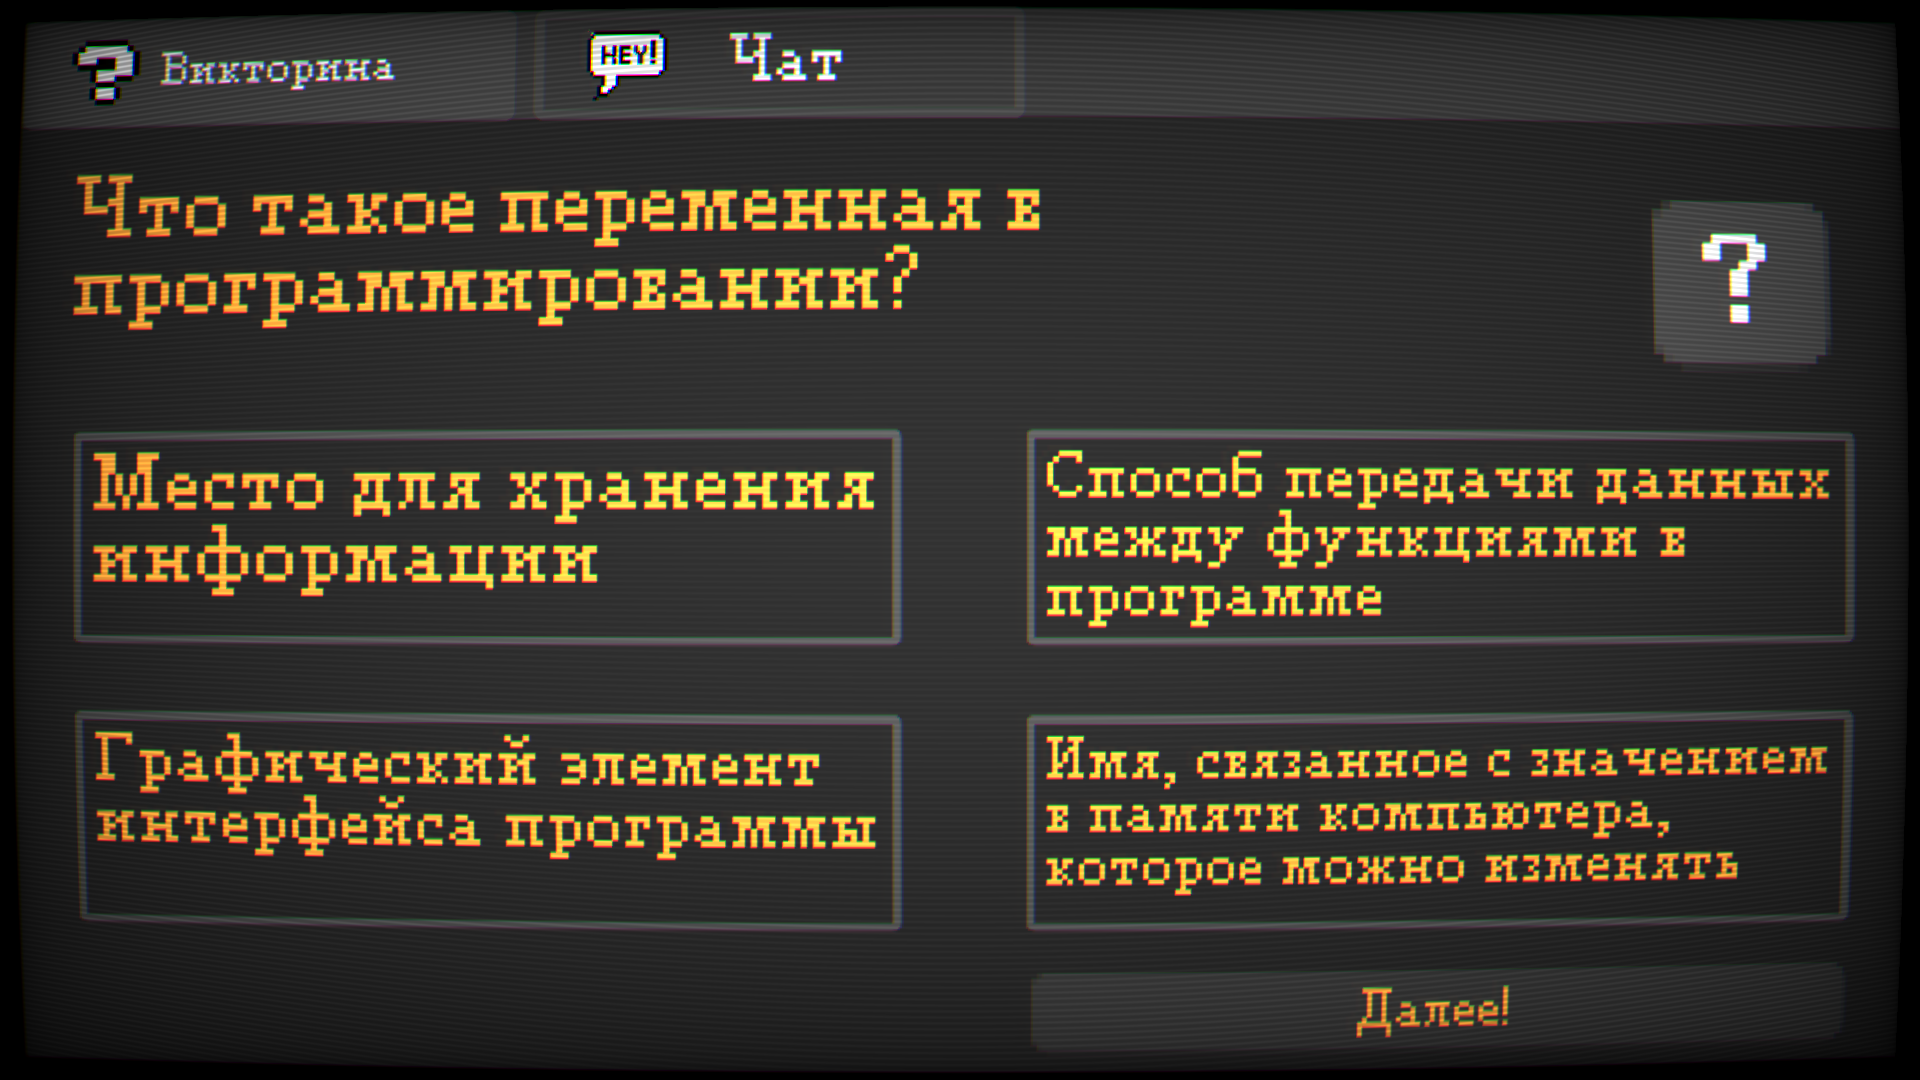 Викторина
HEY!
Чат
Что такое переменная в
программировании?
?
Место для хранения
информации
Способ передачи данных
между функциями в
программе
Графический элемент
интерфейса программы
Имя, связанное с значением
в памяти компьютера,
которое можно изменять
Далее!